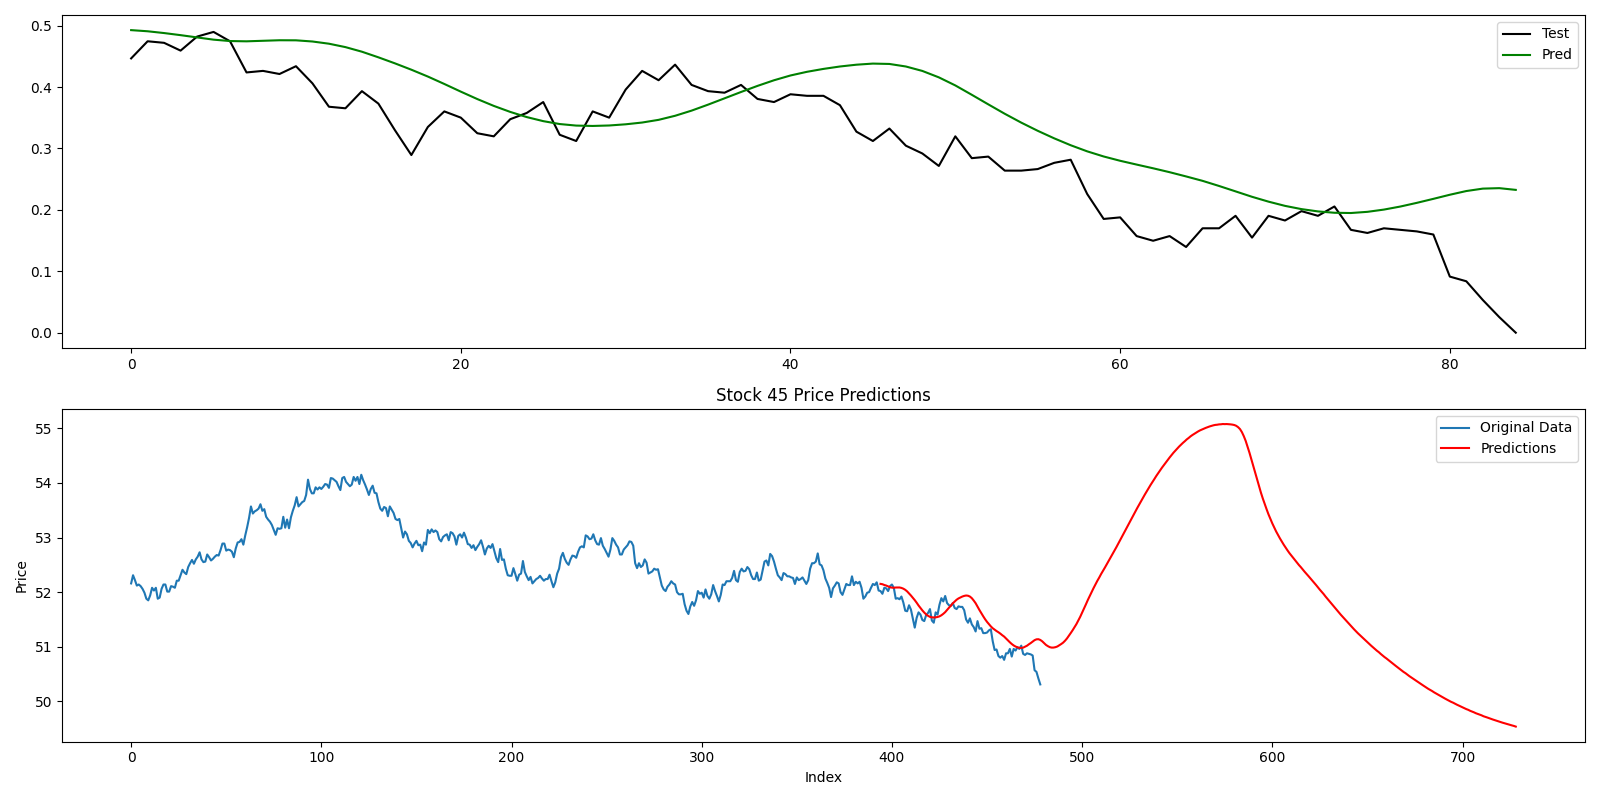 0.5
0.4
0.3
0.2
0.1
0.0
Test
Pred
0 20 40 60 80
Stock 45 Price Predictions
Price
55
54
53
52
51
50
Original Data
Predictions
0 100 200 300 400 500 600 700
Index